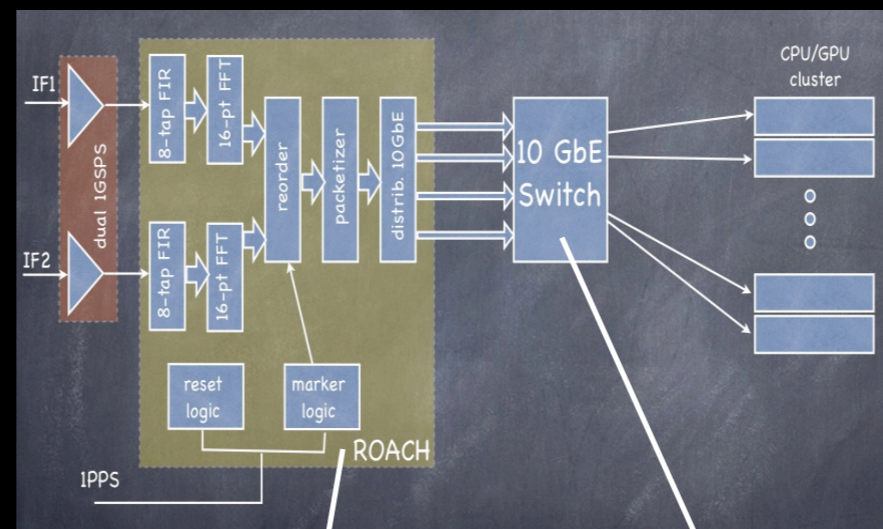 CPU/GPU
cluster
IF1
IF2
dual 1GSPS
8-tap FIR
16-pt FFT
8-tap FIR
16-pt FFT
reorder
packetizer
distrib. 10GbE
10 GbE
Switch
reset
logic
marker
logic
ROACH
1PPS